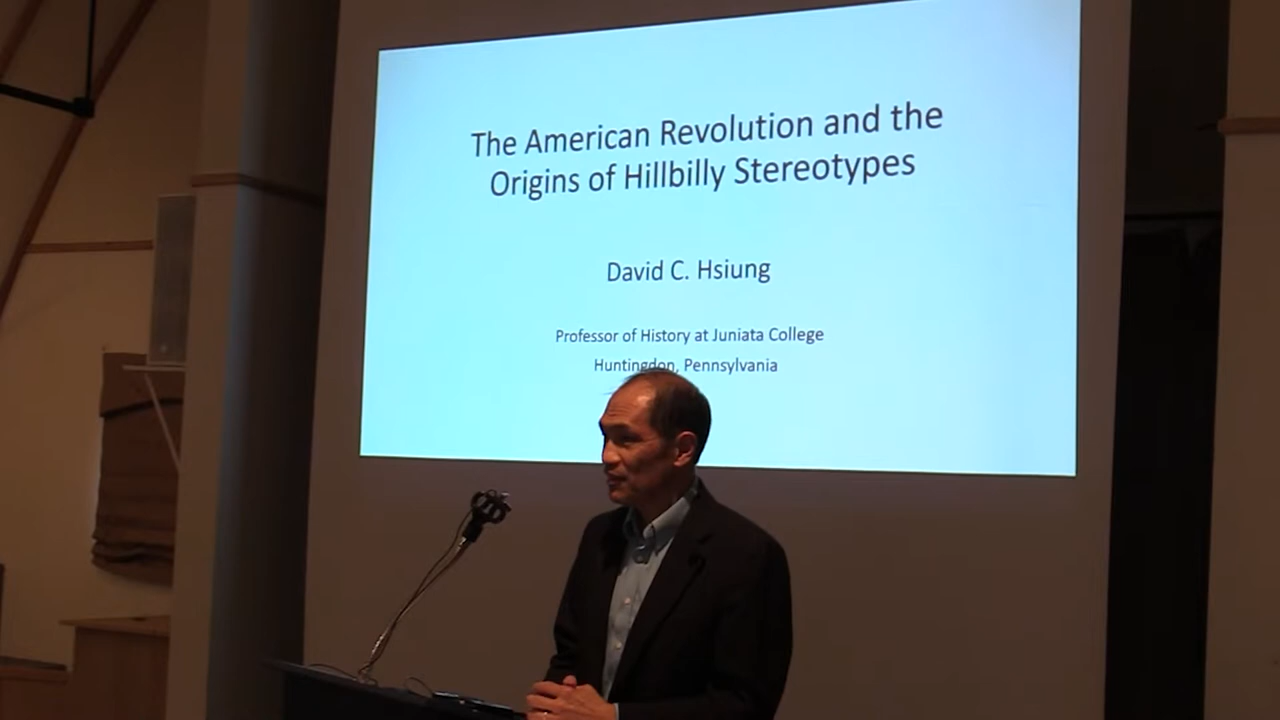 The American Revolution and the
Origins of Hillbilly Stereotypes
David C. Hsiung
Professor of History at Juniata College
Huntingdon, Pennsylvania